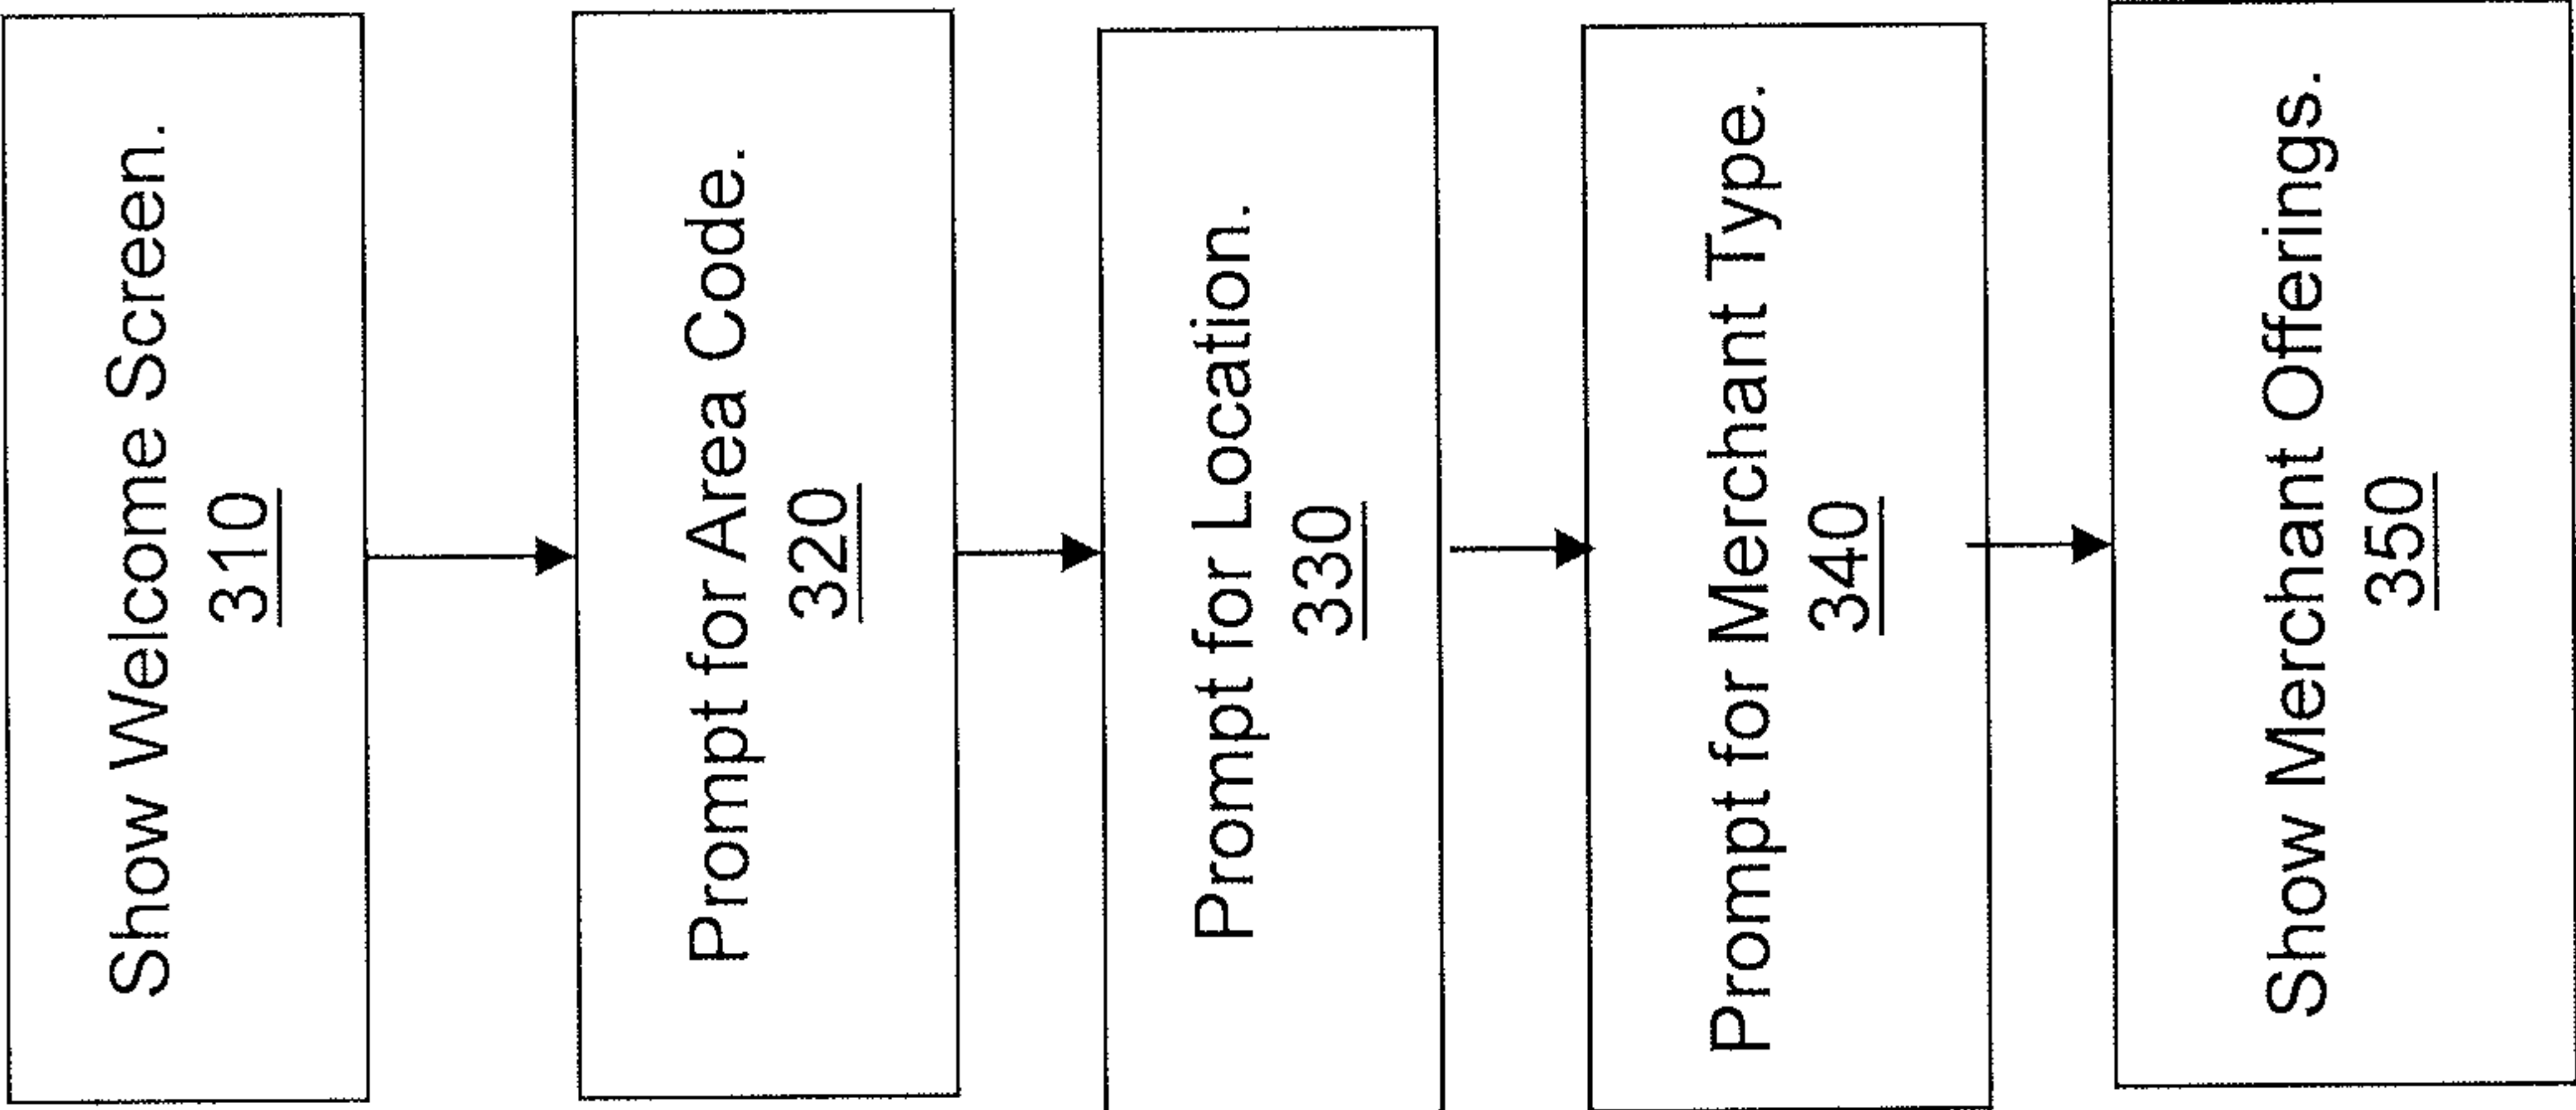 Show Welcome Screen.
310
Prompt for Area Code.
320
Prompt for Location.
330
Prompt for Merchant Type.
340
Show Merchant Offerings.
350